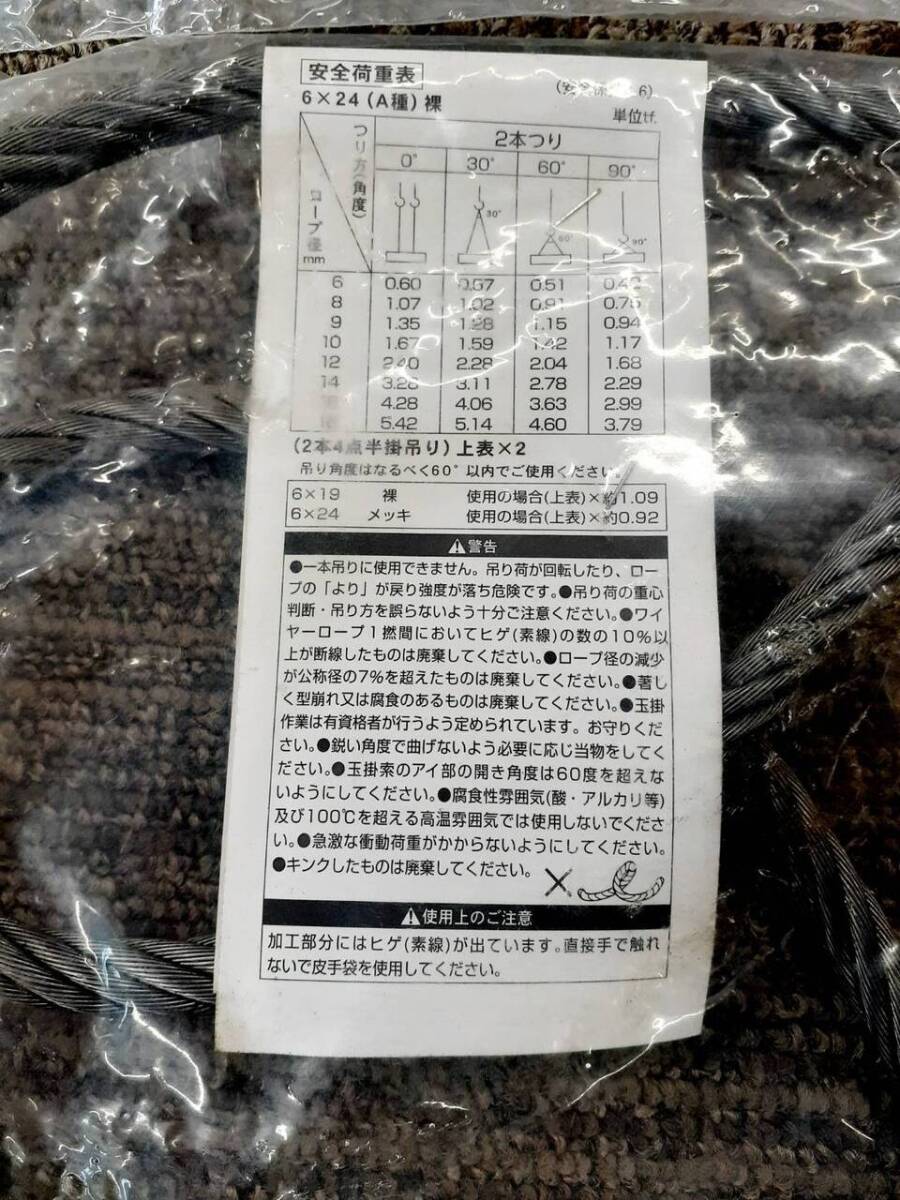 安全荷重表
6×24(A種)裸
単位tf.
つり方(角度)
ロープ径
mm
2本つり
0° 30° 60° 90°
30° 60° 90°
6 0.60 0.57 0.51 0.42
8 1.07 1.02 0.91 0.75
9 1.35 1.28 1.15 0.94
10 1.67 1.59 1.42 1.17
12 2.40 2.28 2.04 1.68
14 3.28 3.11 2.78 2.29
4.28 4.06 3.63 2.99
5.42 5.14 4.60 3.79
(2本4点半掛吊り)上表×2
吊り角度はなるべく60°以内でご使用ください。
6×19 裸 使用の場合(上表)×約1.09
6×24 メッキ 使用の場合(上表)×約0.92
⚠警告
●一本吊りに使用できません。吊り荷が回転したり、ロー
プの「より」が戻り強度が落ち危険です。●吊り荷の重心
判断・吊り方を誤らないよう十分ご注意ください。●ワイ
ヤーロープ1撚間においてヒゲ(素線)の数の10%以
上が断線したものは廃棄してください。●ロープ径の減少
が公称径の7%を超えたものは廃棄してください。●著し
く型崩れ又は腐食のあるものは廃棄してください。●玉掛
作業は有資格者が行うよう定められています。お守りくだ
さい。●鋭い角度で曲げないよう必要に応じ当物をしてく
ださい。●玉掛索のアイ部の開き角度は60度を超えな
いようにしてください。●腐食性雰囲気(酸・アルカリ等)
及び100℃を超える高温雰囲気では使用しないでくださ
い。●急激な衝動荷重がかからないようにしてください。
●キンクしたものは廃棄してください。
⚠使用上のご注意
加工部分にはヒゲ(素線)が出ています。直接手で触れ
ないで皮手袋を使用してください。